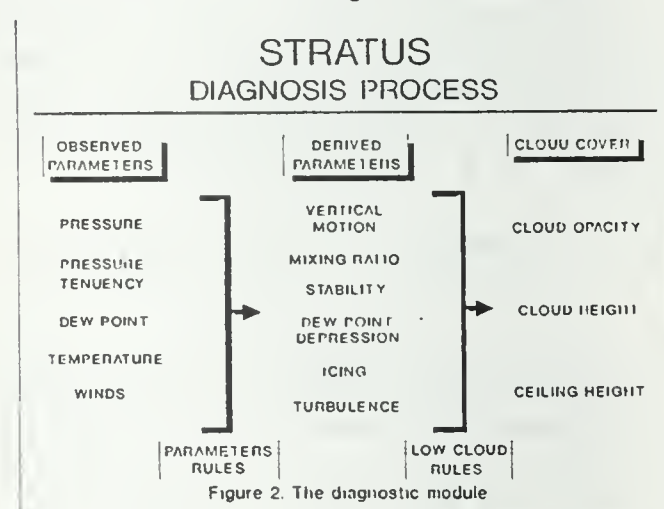 STRATUS
DIAGNOSIS PROCESS
OBSERVED
PARAMETERS
PRESSURE
PRESSURE
TENUENCY
DEW POINT
TEMPERATURE
WINDS
PARAMETERS
RULES
DERIVED
PARAMETERS
VERTICAL
MOTION
MIXING RATIO
STABILITY
DEW POINT
DEPRESSION
ICING
TURBULENCE
LOW CLOUD
RULES
CLOUD COVER
CLOUD OPACITY
CLOUD HEIGHT
CEILING HEIGHT
Figure 2. The diagnostic module